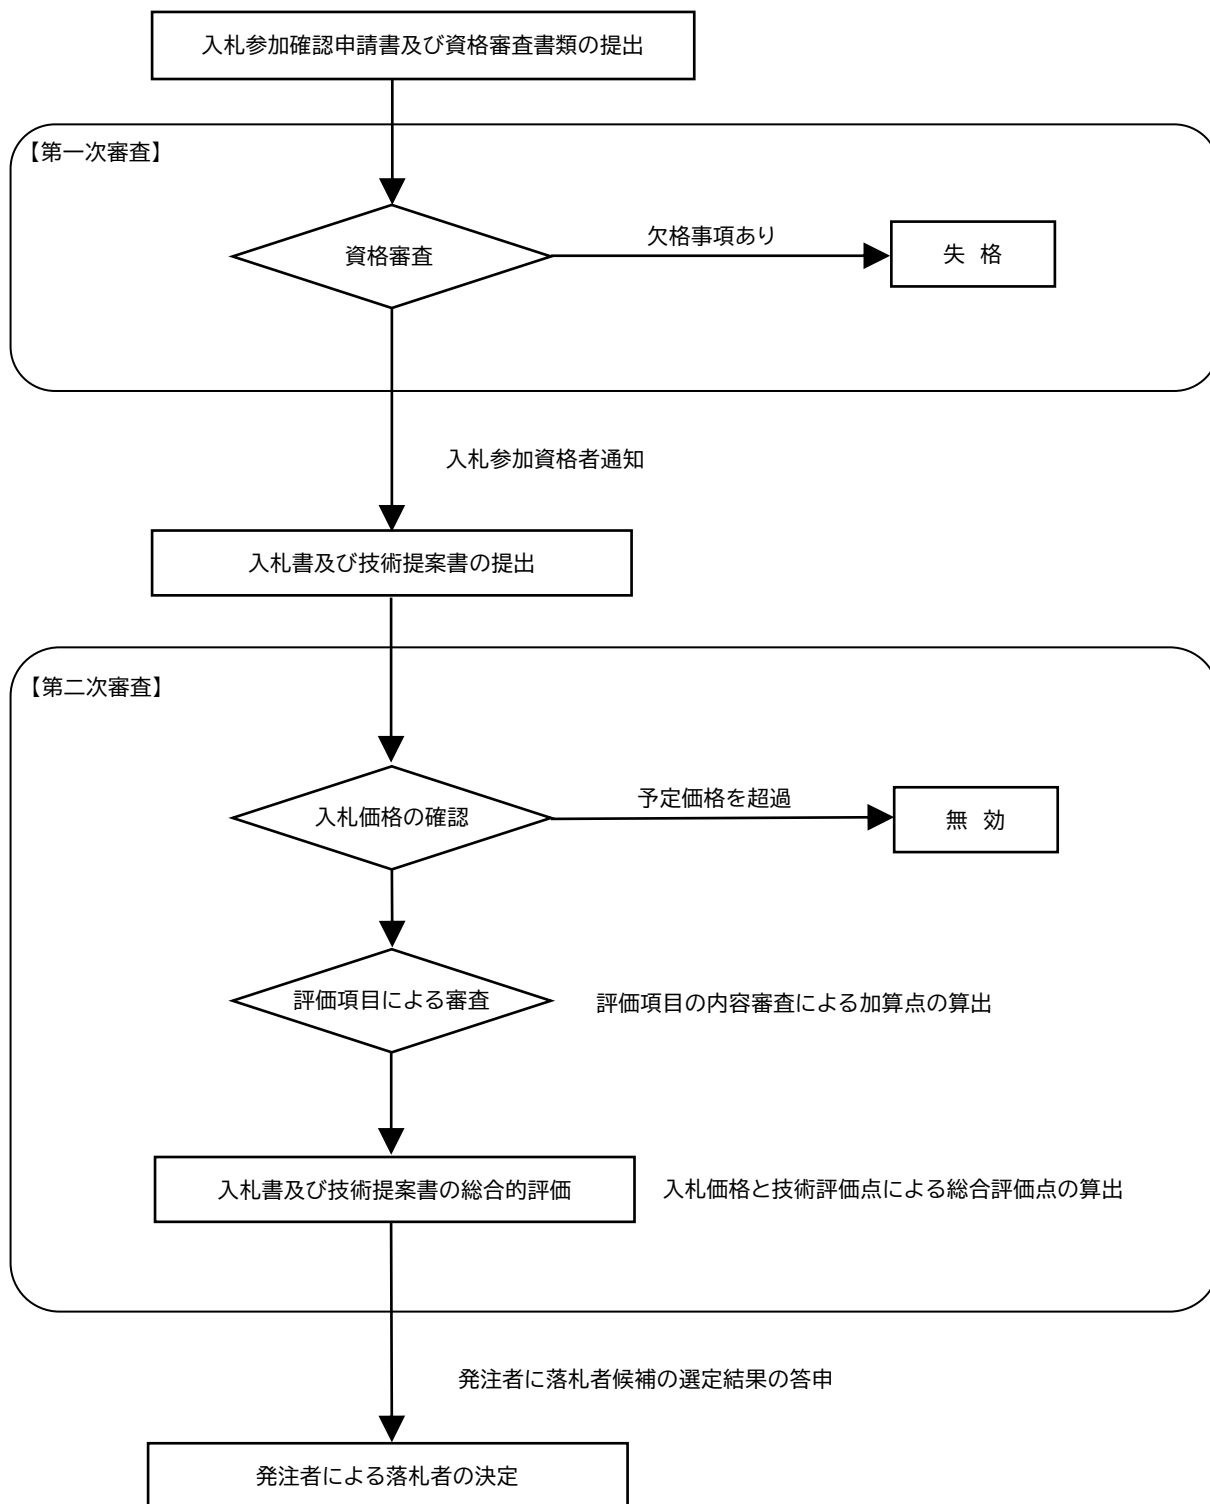 入札参加確認申請書及び資格審査書類の提出
【第一次審査】
資格審査
欠格事項あり
失 格
入札参加資格者通知
入札書及び技術提案書の提出
【第二次審査】
入札価格の確認
予定価格を超過
無 効
評価項目による審査
評価項目の内容審査による加算点の算出
入札書及び技術提案書の総合的評価
入札価格と技術評価点による総合評価点の算出
発注者に落札者候補の選定結果の答申
発注者による落札者の決定